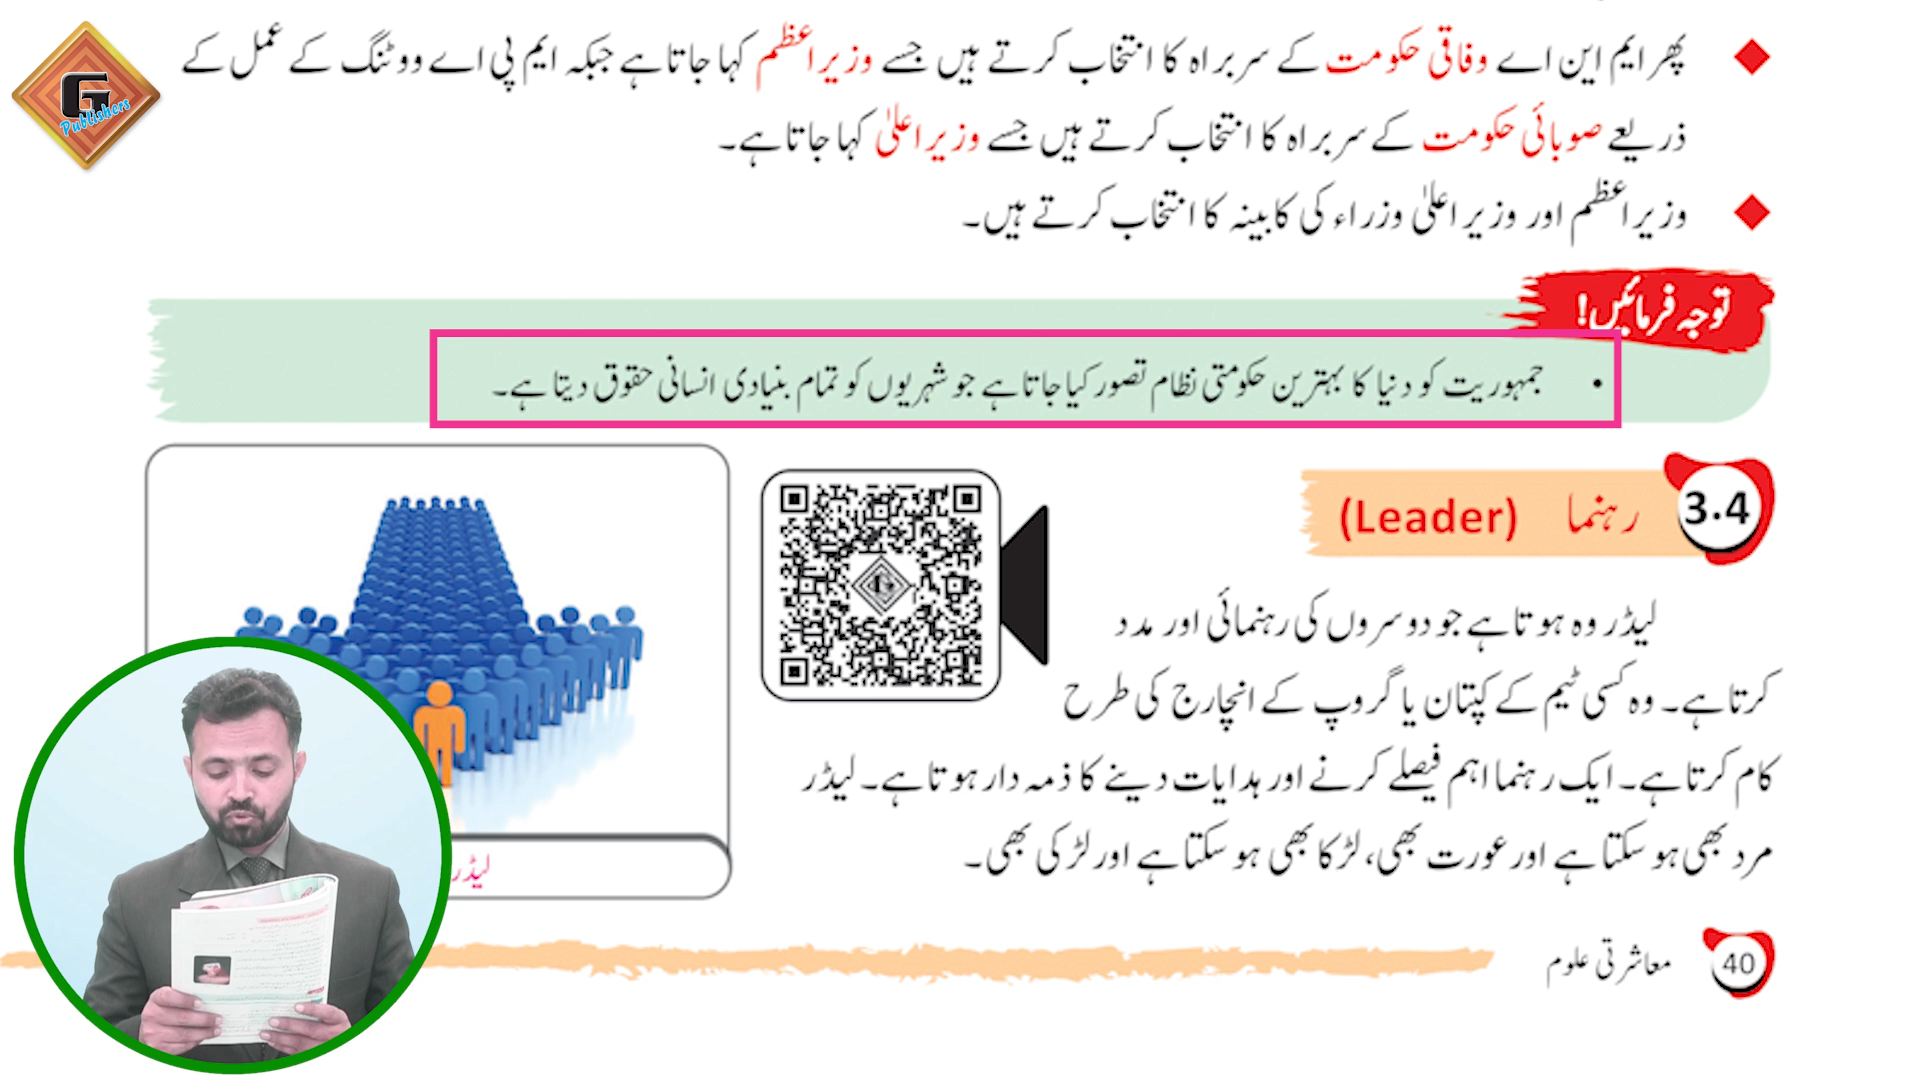 G
Publishers
پھر ایم این اے وفاقی حکومت کے سربراہ کا انتخاب کرتے ہیں جسے وزیراعظم کہا جاتا ہے جبکہ ایم پی اے ووٹنگ کے عمل کے
ذریعے صوبائی حکومت کے سربراہ کا انتخاب کرتے ہیں جسے وزیراعلیٰ کہا جاتا ہے۔
وزیراعظم اور وزیراعلیٰ وزراء کی کابینہ کا انتخاب کرتے ہیں۔
توجہ فرمائیں!
• جمہوریت کو دنیا کا بہترین حکومتی نظام تصور کیا جاتا ہے جو شہریوں کو تمام بنیادی انسانی حقوق دیتا ہے۔
3.4 رہنما (Leader)
لیڈر وہ ہوتا ہے جو دوسروں کی رہنمائی اور مدد
کرتا ہے۔ وہ کسی ٹیم کے کپتان یا گروپ کے انچارج کی طرح
کام کرتا ہے۔ ایک رہنما اہم فیصلے کرنے اور ہدایات دینے کا ذمہ دار ہوتا ہے۔ لیڈر
مرد بھی ہو سکتا ہے اور عورت بھی، لڑکا بھی ہو سکتا ہے اور لڑکی بھی۔
لیڈر
40 معاشرتی علوم